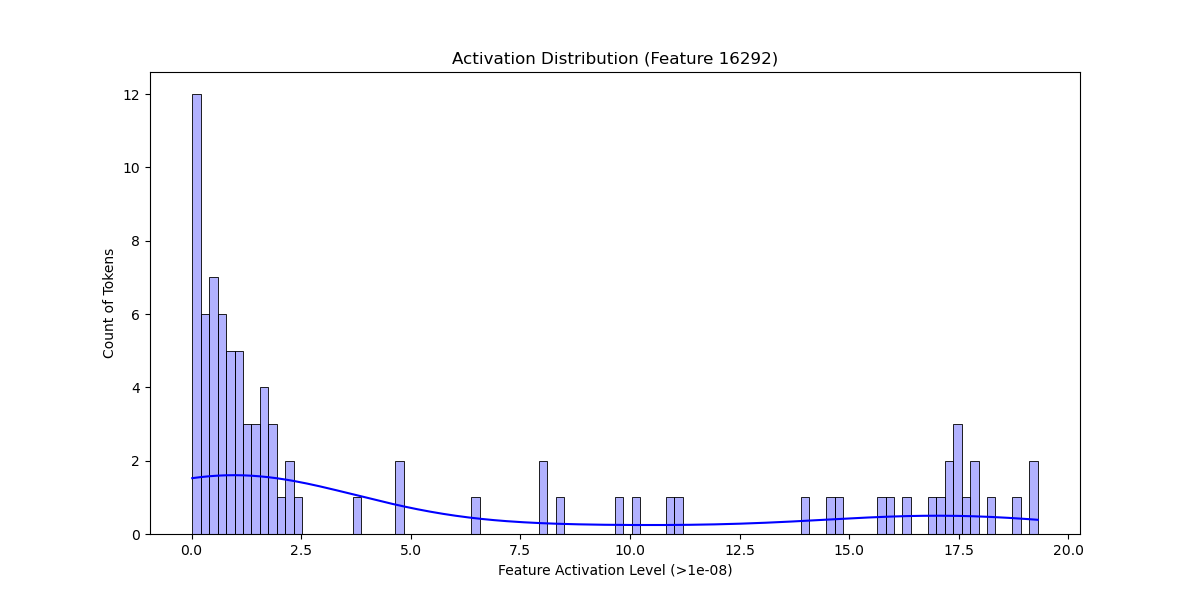 Activation Distribution (Feature 16292)
12
10
8
6
4
2
0
Count of Tokens
0.0 2.5 5.0 7.5 10.0 12.5 15.0 17.5 20.0
Feature Activation Level (>1e-08)